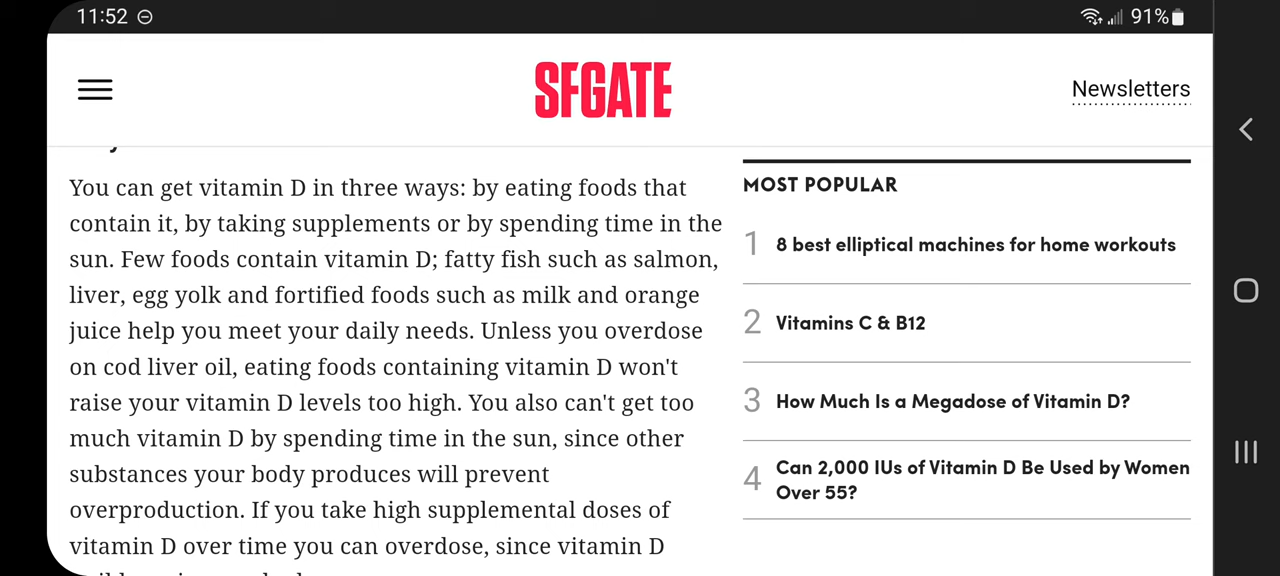 11:52
91%
SFGATE
Newsletters
You can get vitamin D in three ways: by eating foods that
contain it, by taking supplements or by spending time in the
sun. Few foods contain vitamin D; fatty fish such as salmon,
liver, egg yolk and fortified foods such as milk and orange
juice help you meet your daily needs. Unless you overdose
on cod liver oil, eating foods containing vitamin D won't
raise your vitamin D levels too high. You also can't get too
much vitamin D by spending time in the sun, since other
substances your body produces will prevent
overproduction. If you take high supplemental doses of
vitamin D over time you can overdose, since vitamin D
MOST POPULAR
1 8 best elliptical machines for home workouts
2 Vitamins C & B12
3 How Much Is a Megadose of Vitamin D?
4 Can 2,000 IUs of Vitamin D Be Used by Women
Over 55?